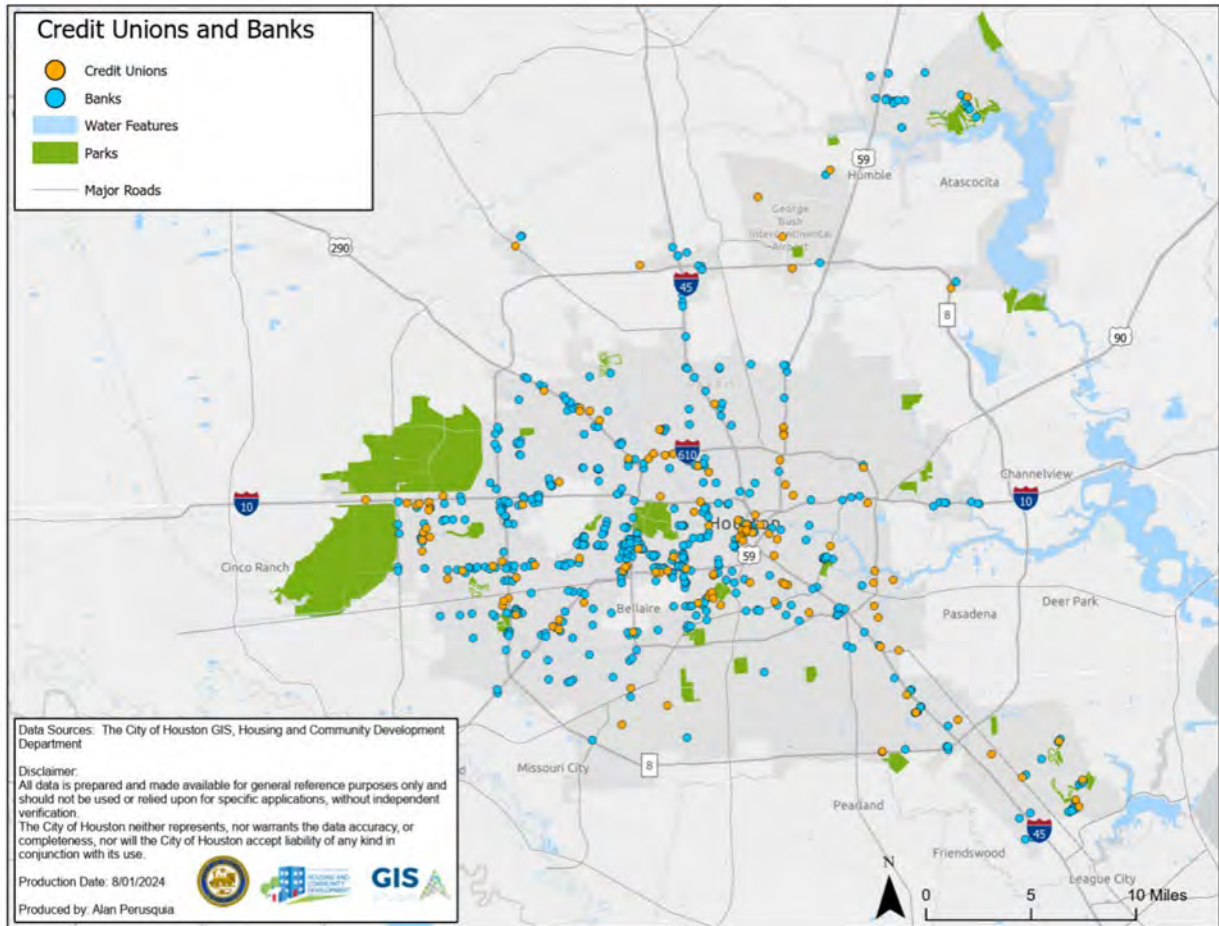 Credit Unions and Banks
Credit Unions
Banks
Water Features
Parks
Major Roads
59
Humble
Atascocita
George
Bush
Intercontinental
Airport
290
45
8
90
610
Channelview
10
10
Houston
59
Cinco Ranch
Bellaire
Pasadena
Deer Park
Missouri City
8
Pearland
45
Friendswood
League City
Data Sources: The City of Houston GIS, Housing and Community Development
Department
Disclaimer:
All data is prepared and made available for general reference purposes only and
should not be used or relied upon for specific applications, without independent
verification.
The City of Houston neither represents, nor warrants the data accuracy, or
completeness, nor will the City of Houston accept liability of any kind in
conjunction with its use.
Production Date: 8/01/2024
HOUSING AND
COMMUNITY
DEVELOPMENT
GIS
Produced by: Alan Perusquia
N
0 5 10 Miles